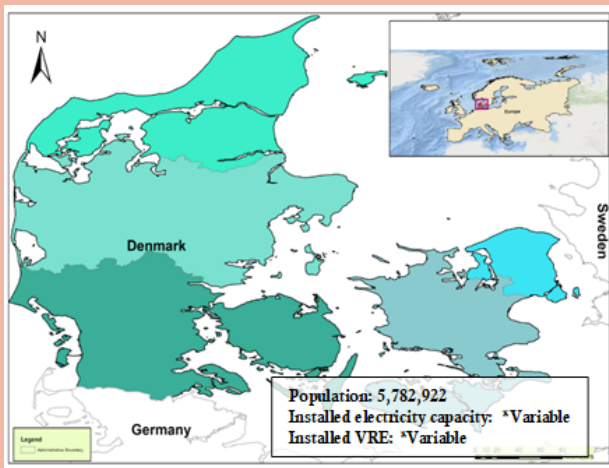 N
Europe
Sweden
Denmark
Germany
Population: 5,782,922
Installed electricity capacity: *Variable
Installed VRE: *Variable
Legend
Administrative Boundary